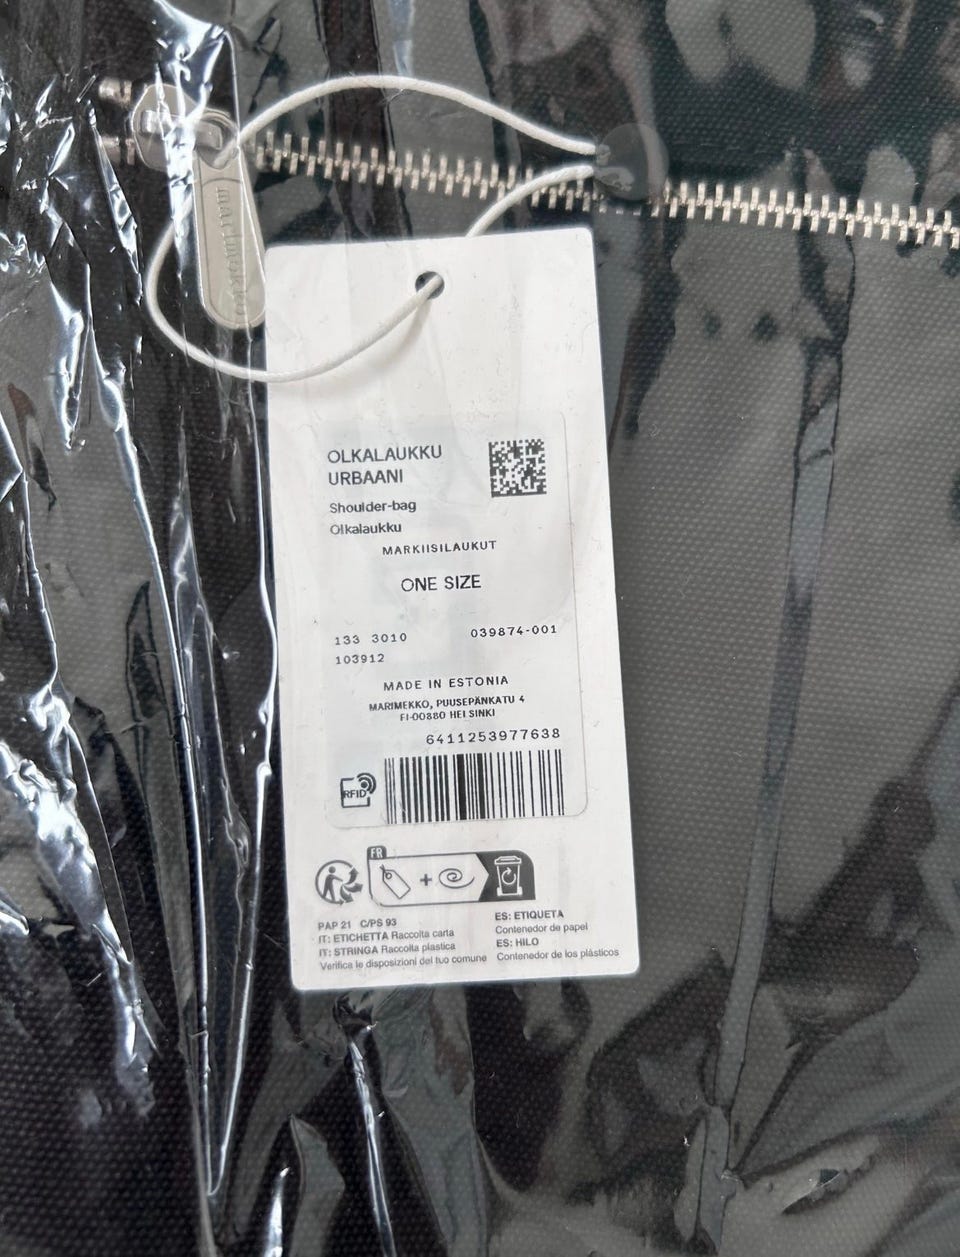 marimekko
OLKALAUKKU
URBAANI
Shoulder-bag
Olkalaukku
MARKIISILAUKUT
ONE SIZE
133 3010 039874-001
103912
MADE IN ESTONIA
MARIMEKKO, PUUSEPÄNKATU 4
FI-00880 HELSINKI
6411253977638
RFID
FR
PAP 21 C/PS 93
IT: ETICHETTA Raccolta carta
IT: STRINGA Raccolta plastica
Verifica le disposizioni del tuo comune
ES: ETIQUETA
Contenedor de papel
ES: HILO
Contenedor de los plásticos